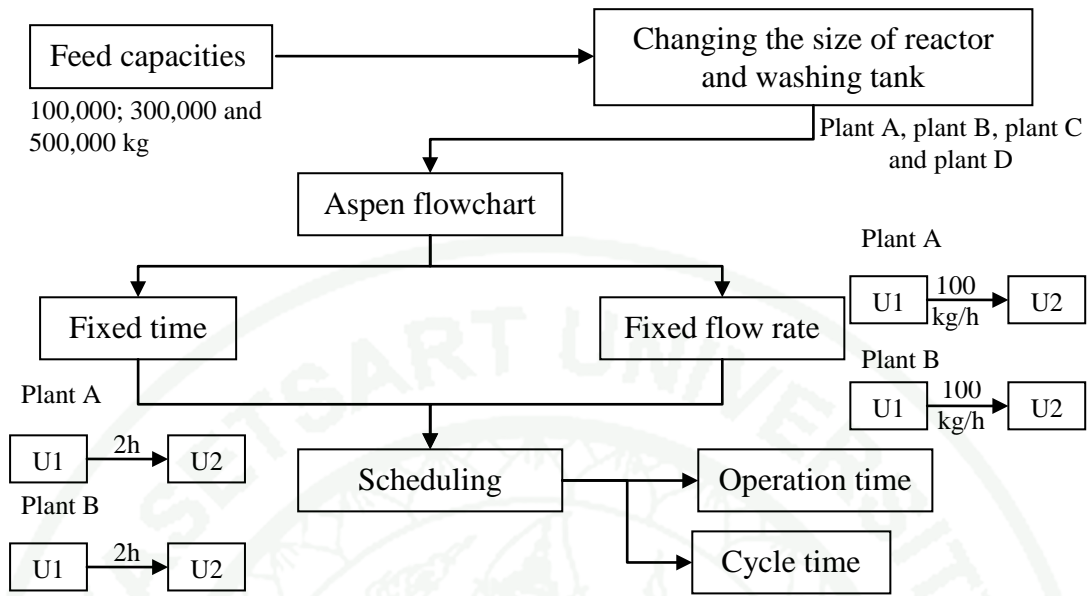 Feed capacities
100,000; 300,000 and
500,000 kg
Changing the size of reactor
and washing tank
Plant A, plant B, plant C
and plant D
Aspen flowchart
Fixed time
Fixed flow rate
Plant A
U1
100
kg/h
U2
Plant B
U1
100
kg/h
U2
Plant A
U1
2h
U2
Plant B
U1
2h
U2
Scheduling
Operation time
Cycle time
KASETSART UNIVERSITY